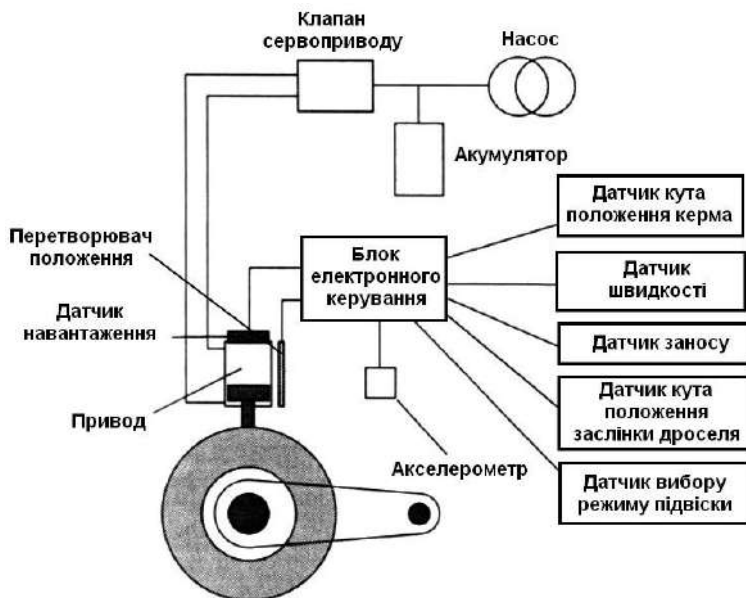 Клапан
сервоприводу
Насос
Акумулятор
Датчик кута
положення керма
Перетворювач
положення
Блок
електронного
керування
Датчик
швидкості
Датчик
навантаження
Датчик заносу
Привод
Датчик кута
положення
заслінки дроселя
Акселерометр
Датчик вибору
режиму підвіски